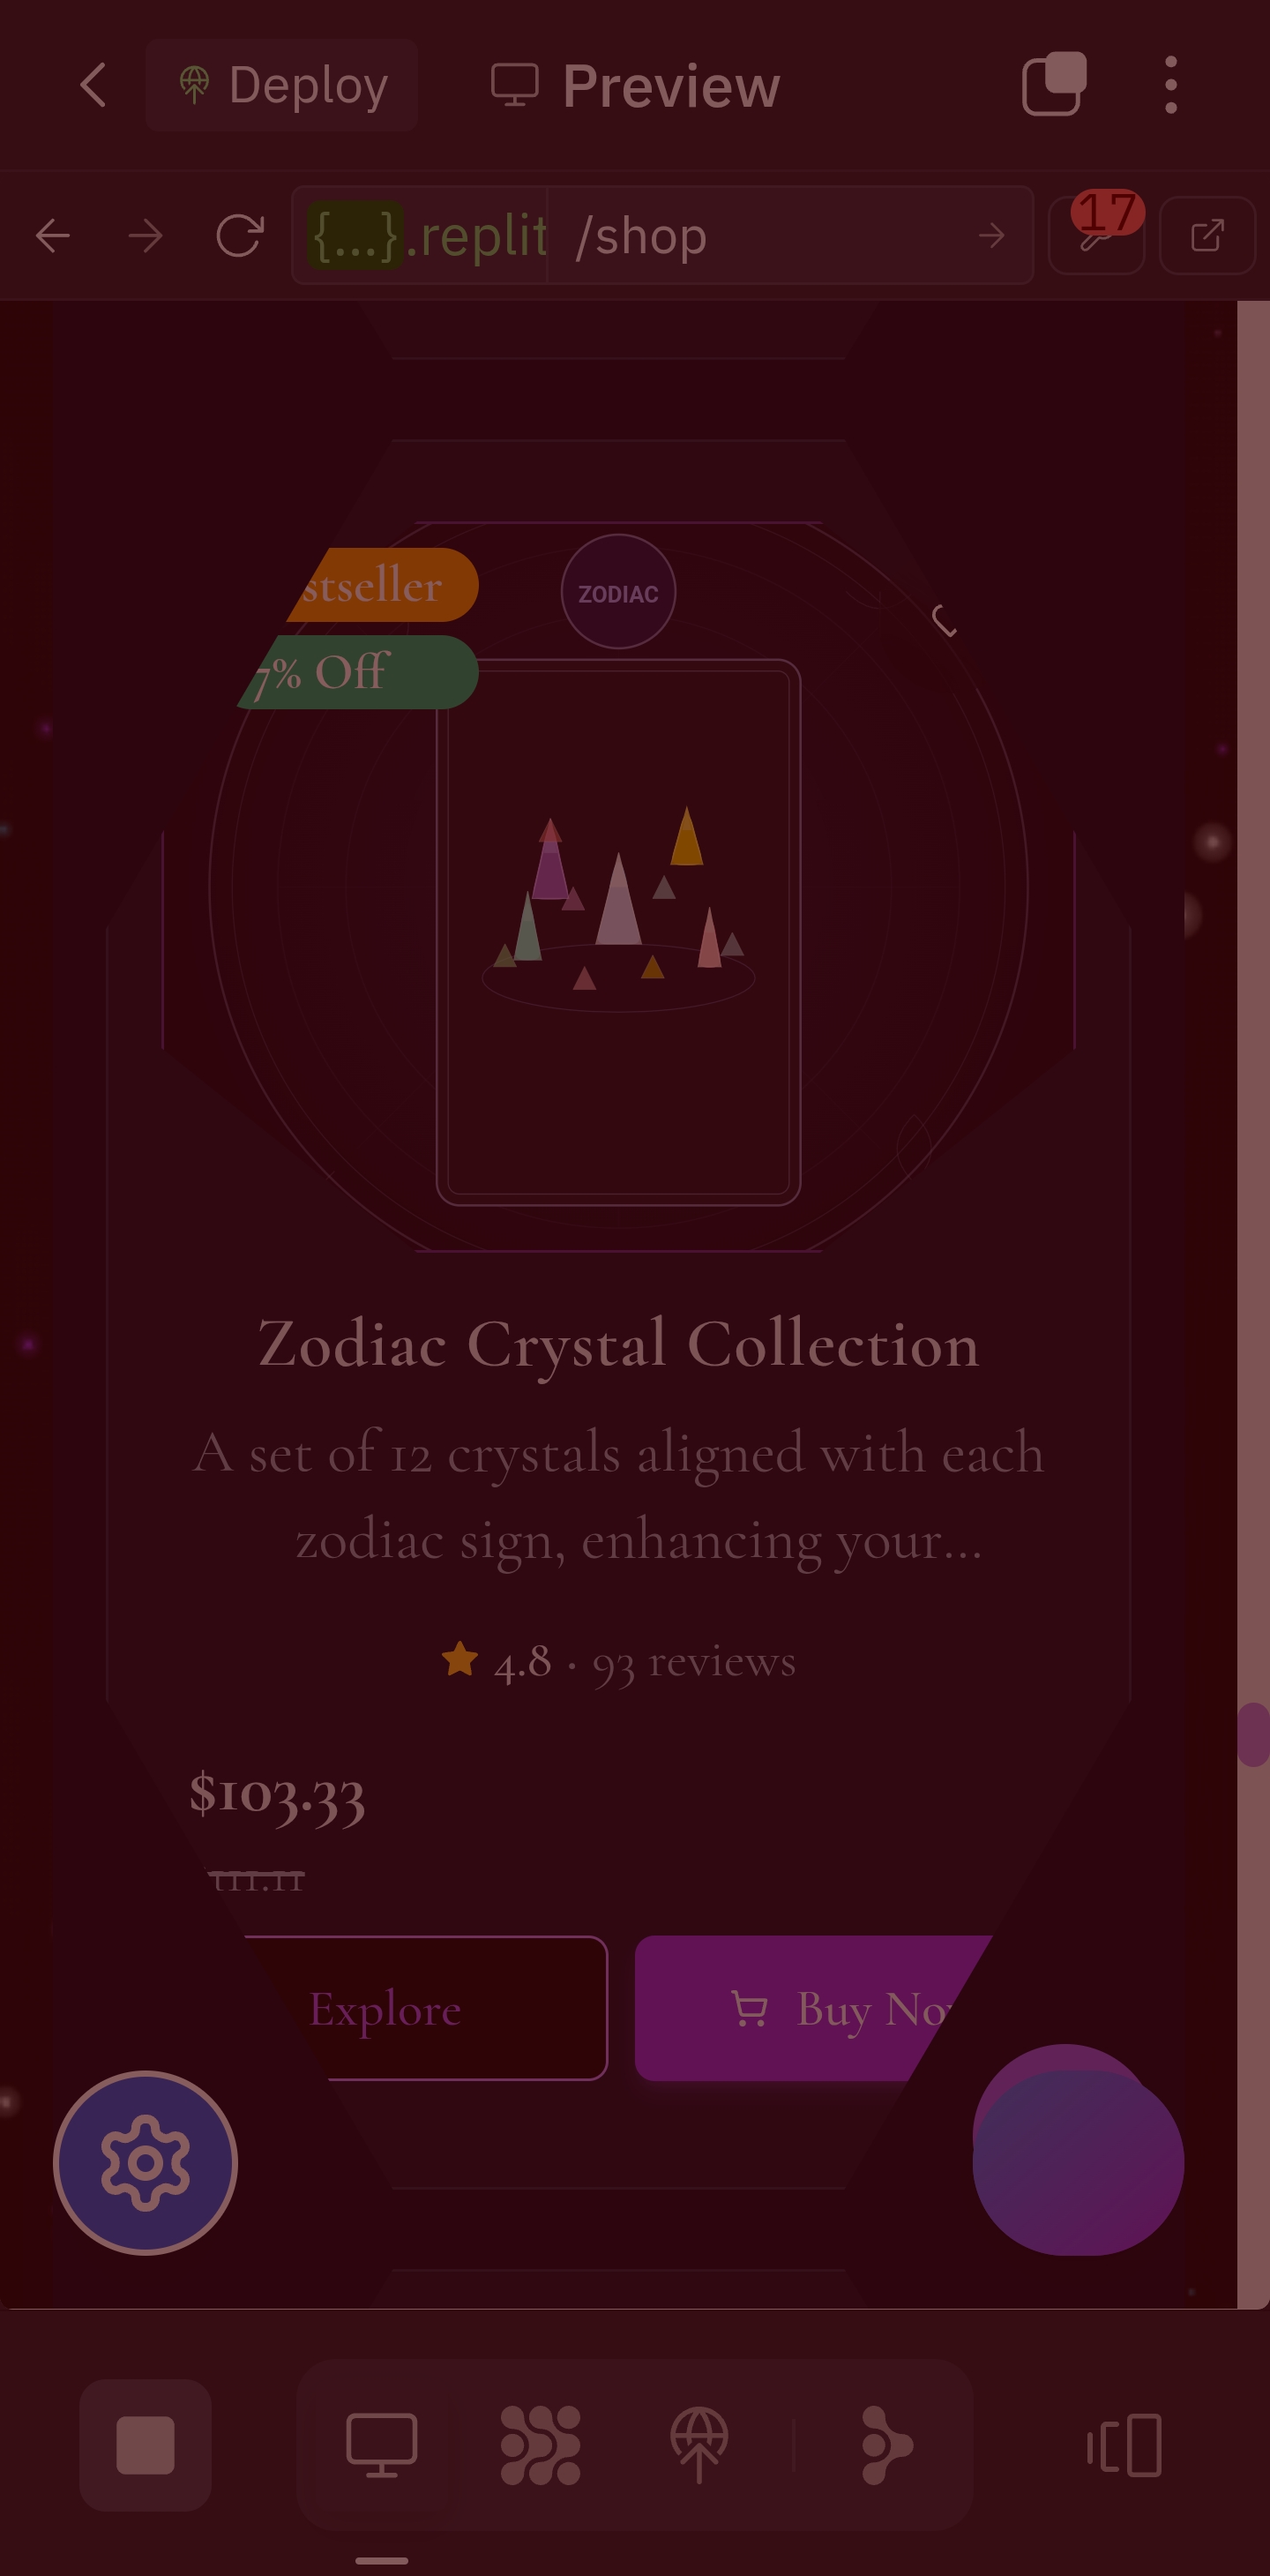 Deploy
Preview
{...}.replit
/shop
17
stseller
ZODIAC
7% Off
Zodiac Crystal Collection
A set of 12 crystals aligned with each
zodiac sign, enhancing your...
4.8 · 93 reviews
$103.33
111.11
Explore
Buy No